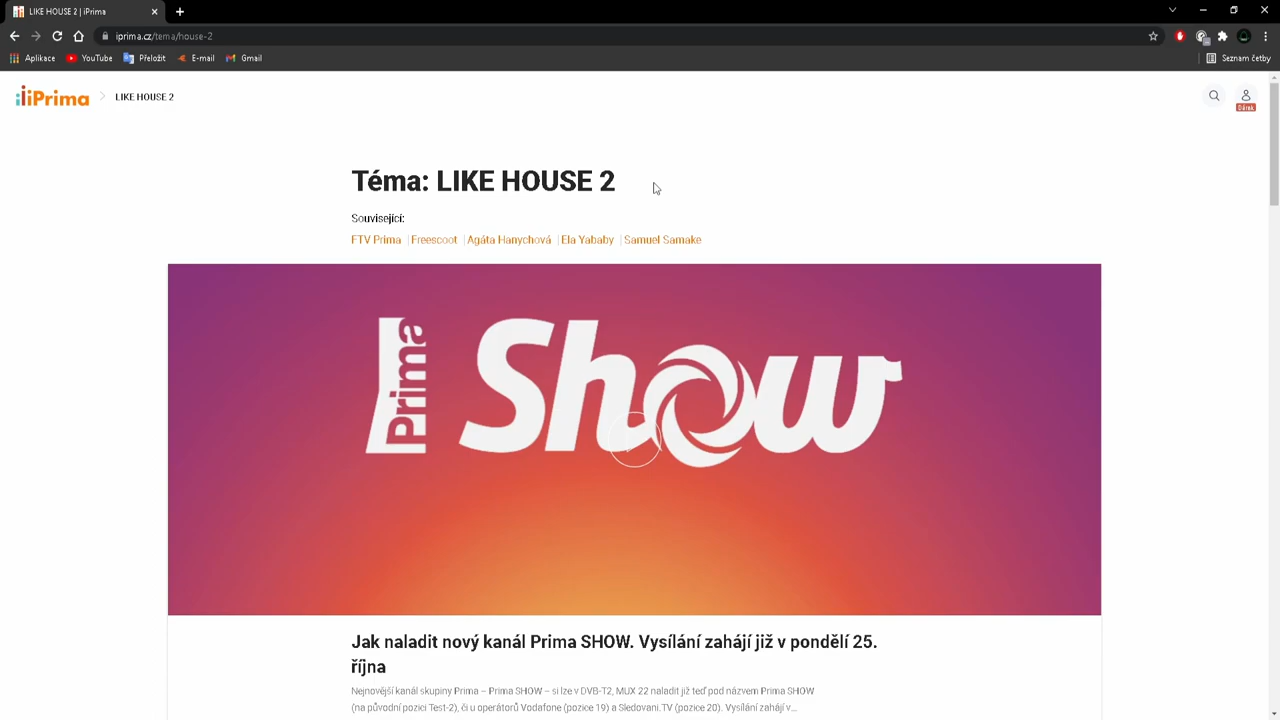 LIKE HOUSE 2 | iPrima
iprima.cz/tema/house-2
Aplikace YouTube Přeložit E-mail Gmail Seznam četby
iPrima LIKE HOUSE 2
Dárek
Téma: LIKE HOUSE 2
Související:
FTV Prima | Freescoot | Agáta Hanychová | Ela Yababy | Samuel Samake
Prima Show
Jak naladit nový kanál Prima SHOW. Vysílání zahájí již v pondělí 25.
října
Nejnovější kanál skupiny Prima – Prima SHOW – si lze v DVB-T2, MUX 22 naladit již teď pod názvem Prima SHOW
(na původní pozici Test-2), či u operátorů Vodafone (pozice 19) a Sledovani.TV (pozice 20). Vysílání zahájí v...